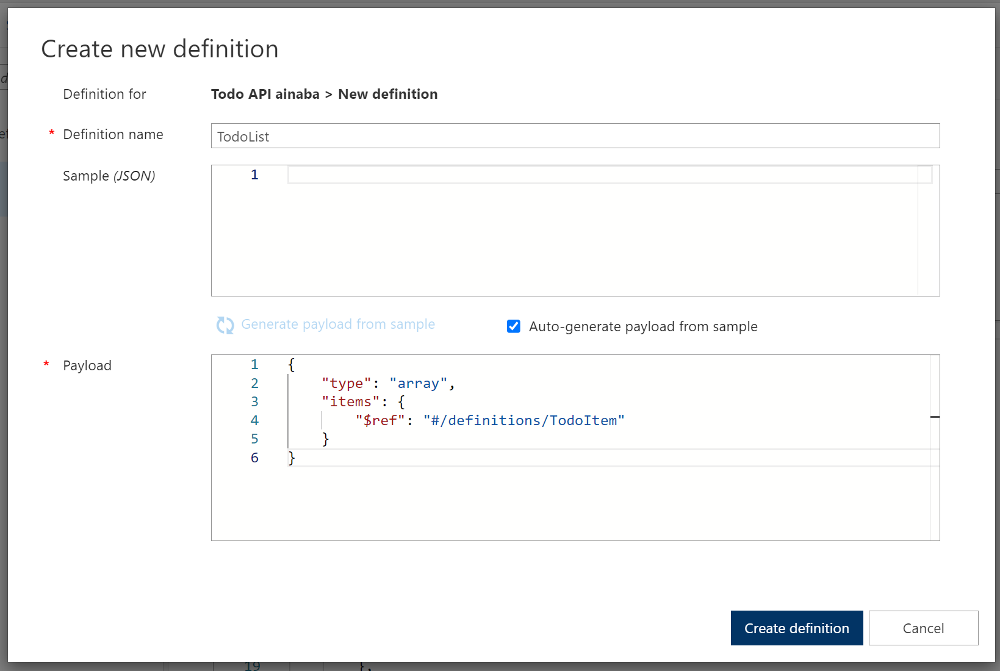 Create new definition
Definition for
Todo API ainaba > New definition
* Definition name
TodoList
Sample (JSON)
1
Generate payload from sample
Auto-generate payload from sample
* Payload
1 {
2     "type": "array",
3     "items": {
4         "$ref": "#/definitions/TodoItem"
5     }
6 }
Create definition
Cancel
19 },